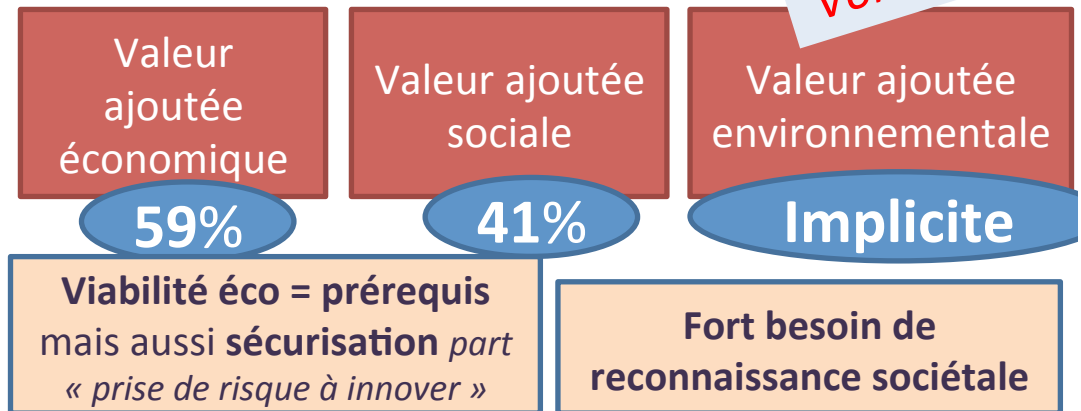 Valeur
ajoutée
économique
59%
Valeur ajoutée
sociale
41%
Valeur ajoutée
environnementale
Implicite
Viabilité éco = prérequis
mais aussi sécurisation part
« prise de risque à innover »
Fort besoin de
reconnaissance sociétale